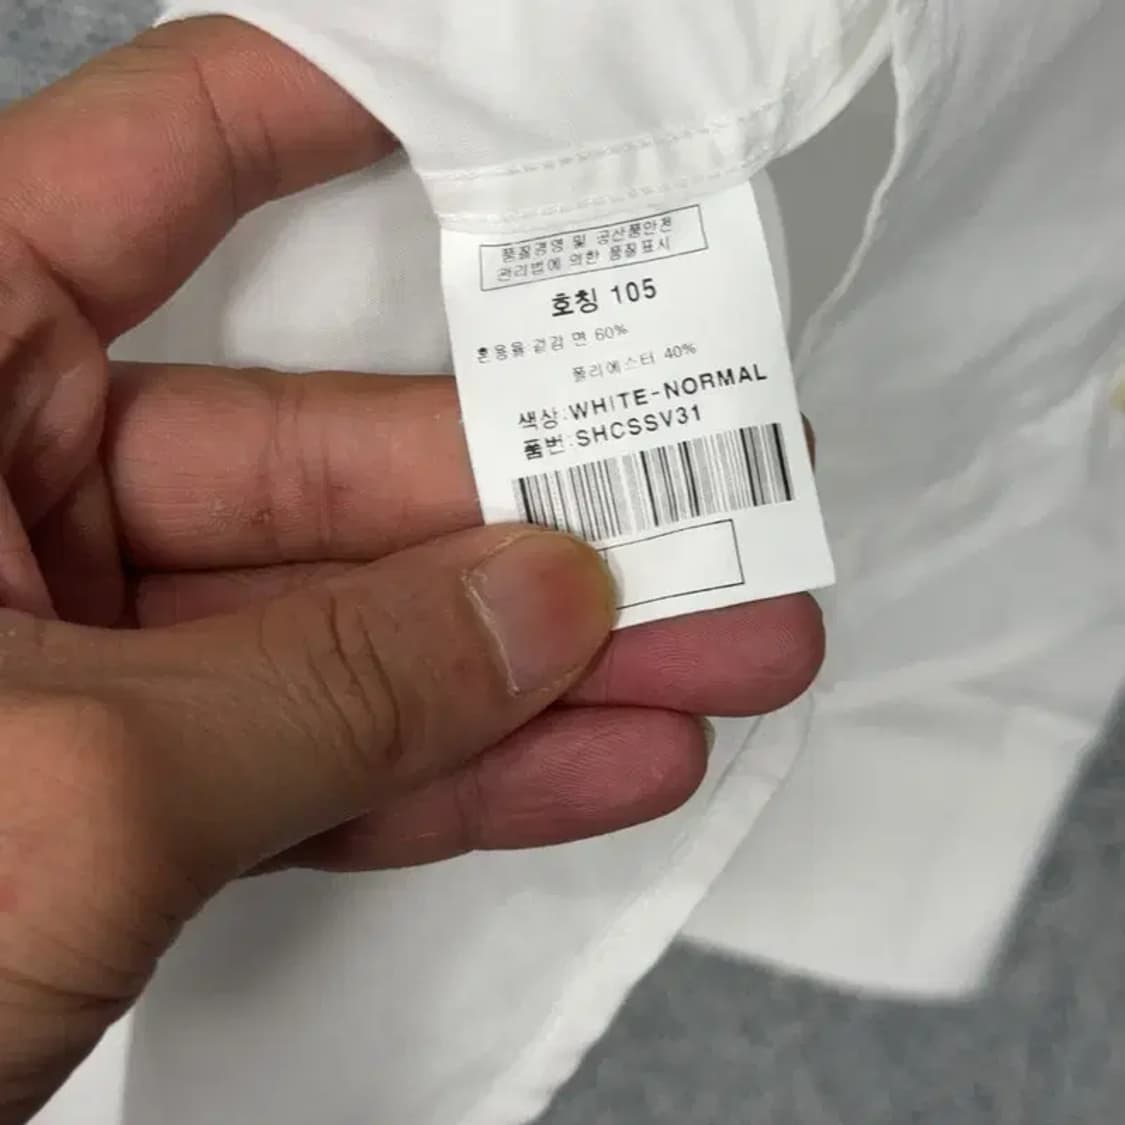 품질경영 및 공산품안전
관리법에 의한 품질표시
호칭 105
혼용율:겉감 면 60%
폴리에스터 40%
색상:WHITE-NORMAL
품번:SHCSSV31